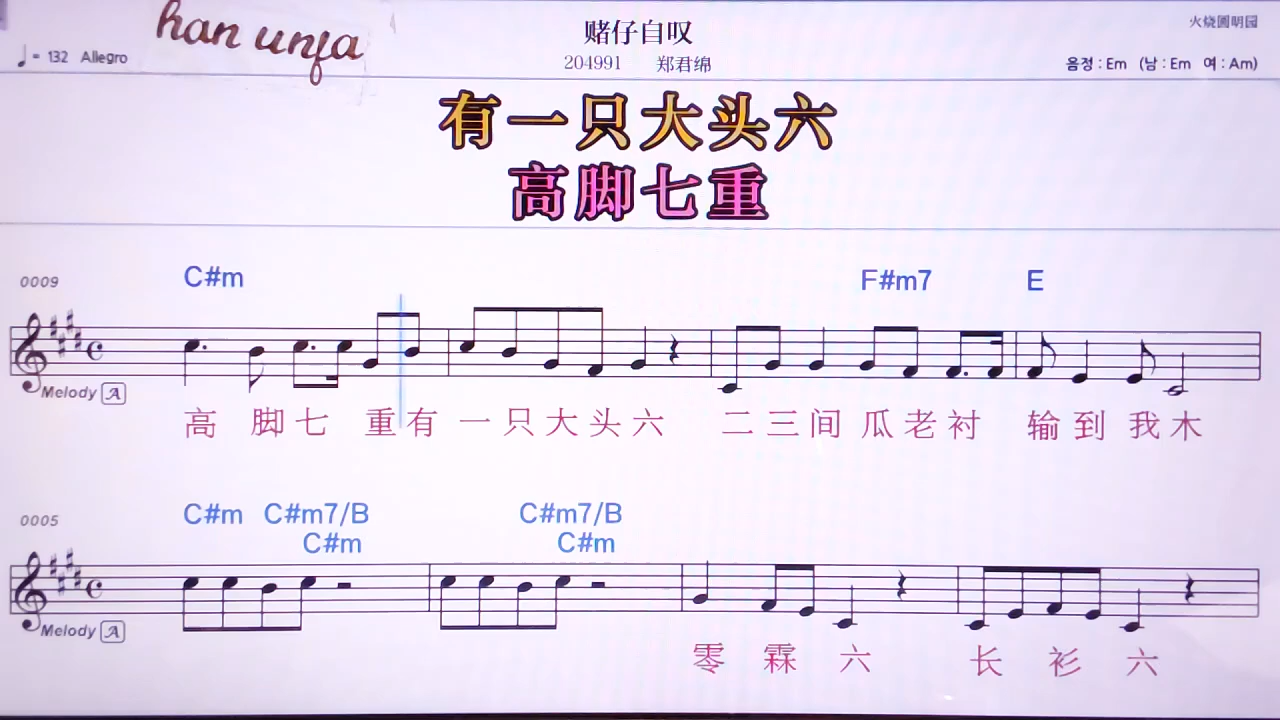 han unja
赌仔自叹
火烧圆明园
♩= 132 Allegro
204991 郑君绵
음정 : Em (남 : Em 여 : Am)
有一只大头六
高脚七重
0009
C#m F#m7 E
Melody A
高 脚 七 重 有 一 只 大 头 六 二 三 间 瓜 老 衬 输 到 我 木
0005
C#m C#m7/B C#m7/B
C#m C#m
Melody A
零 霖 六 长 衫 六